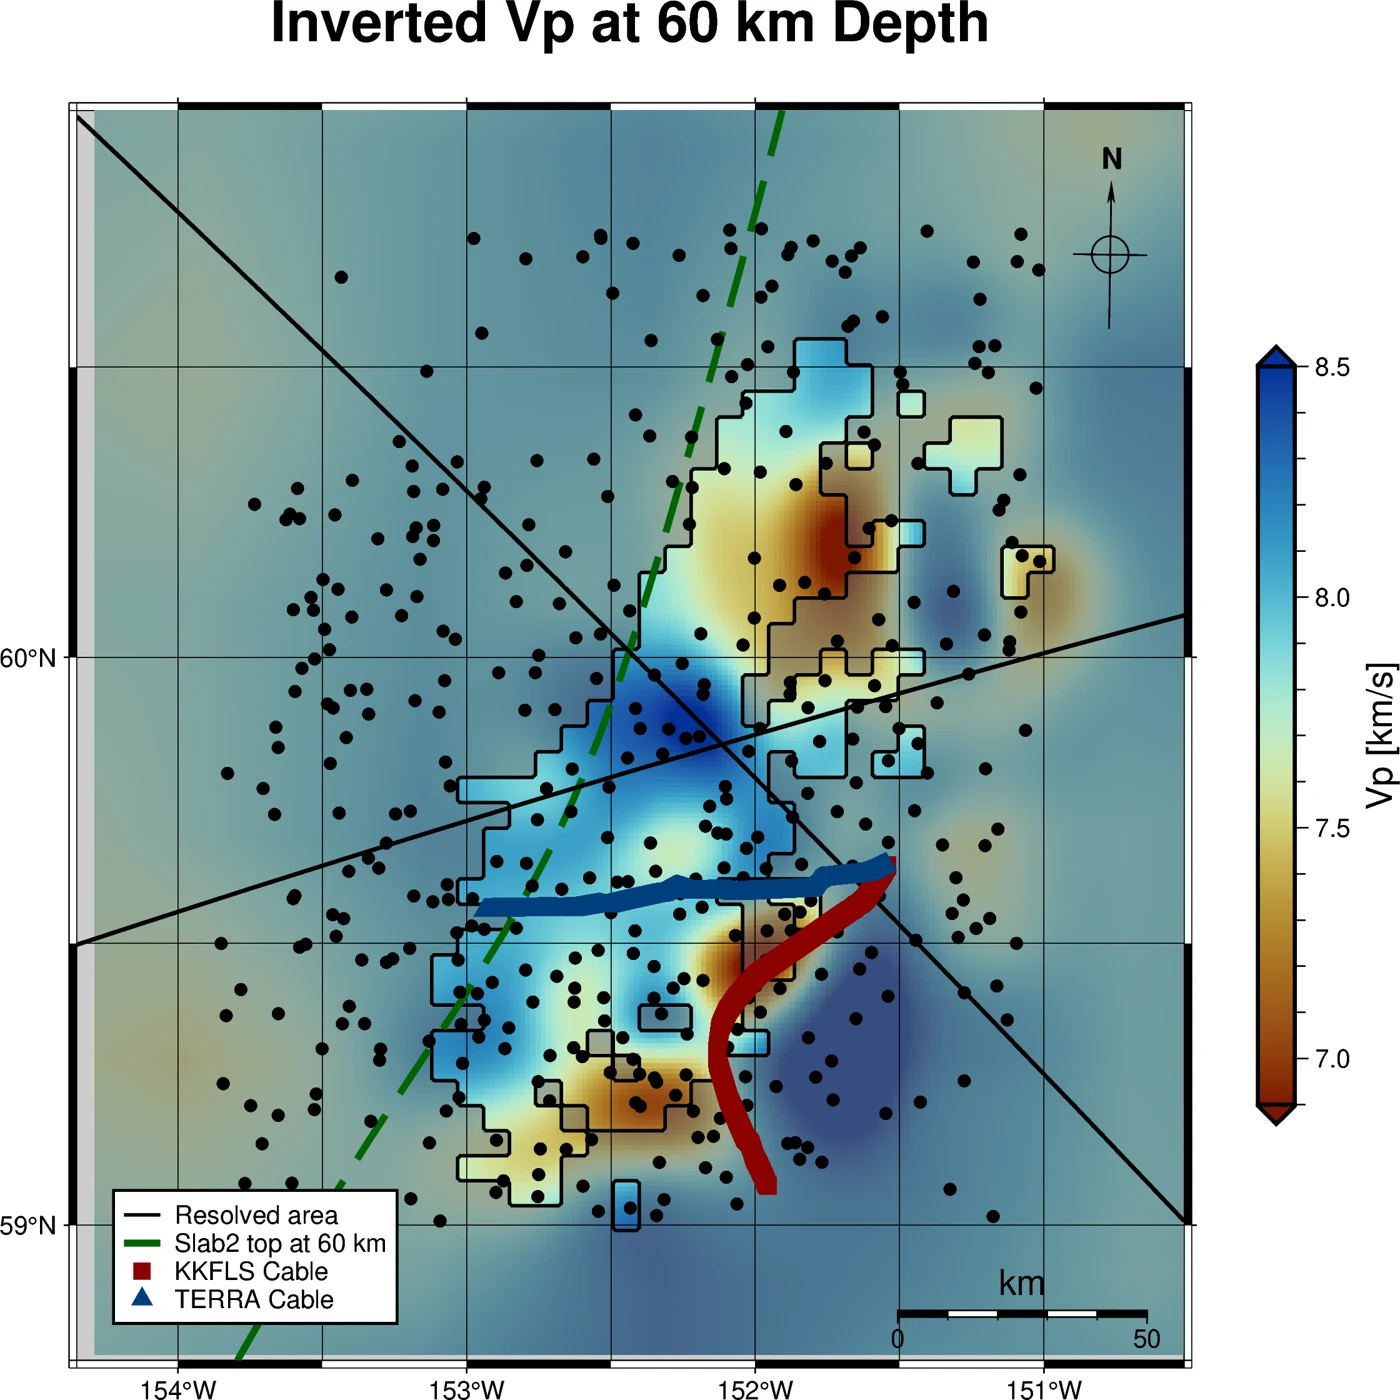 Inverted Vp at 60 km Depth
N
60°N
59°N
154°W
153°W
152°W
151°W
8.5
8.0
7.5
7.0
Vp [km/s]
Resolved area
Slab2 top at 60 km
KKFLS Cable
TERRA Cable
km
0
50